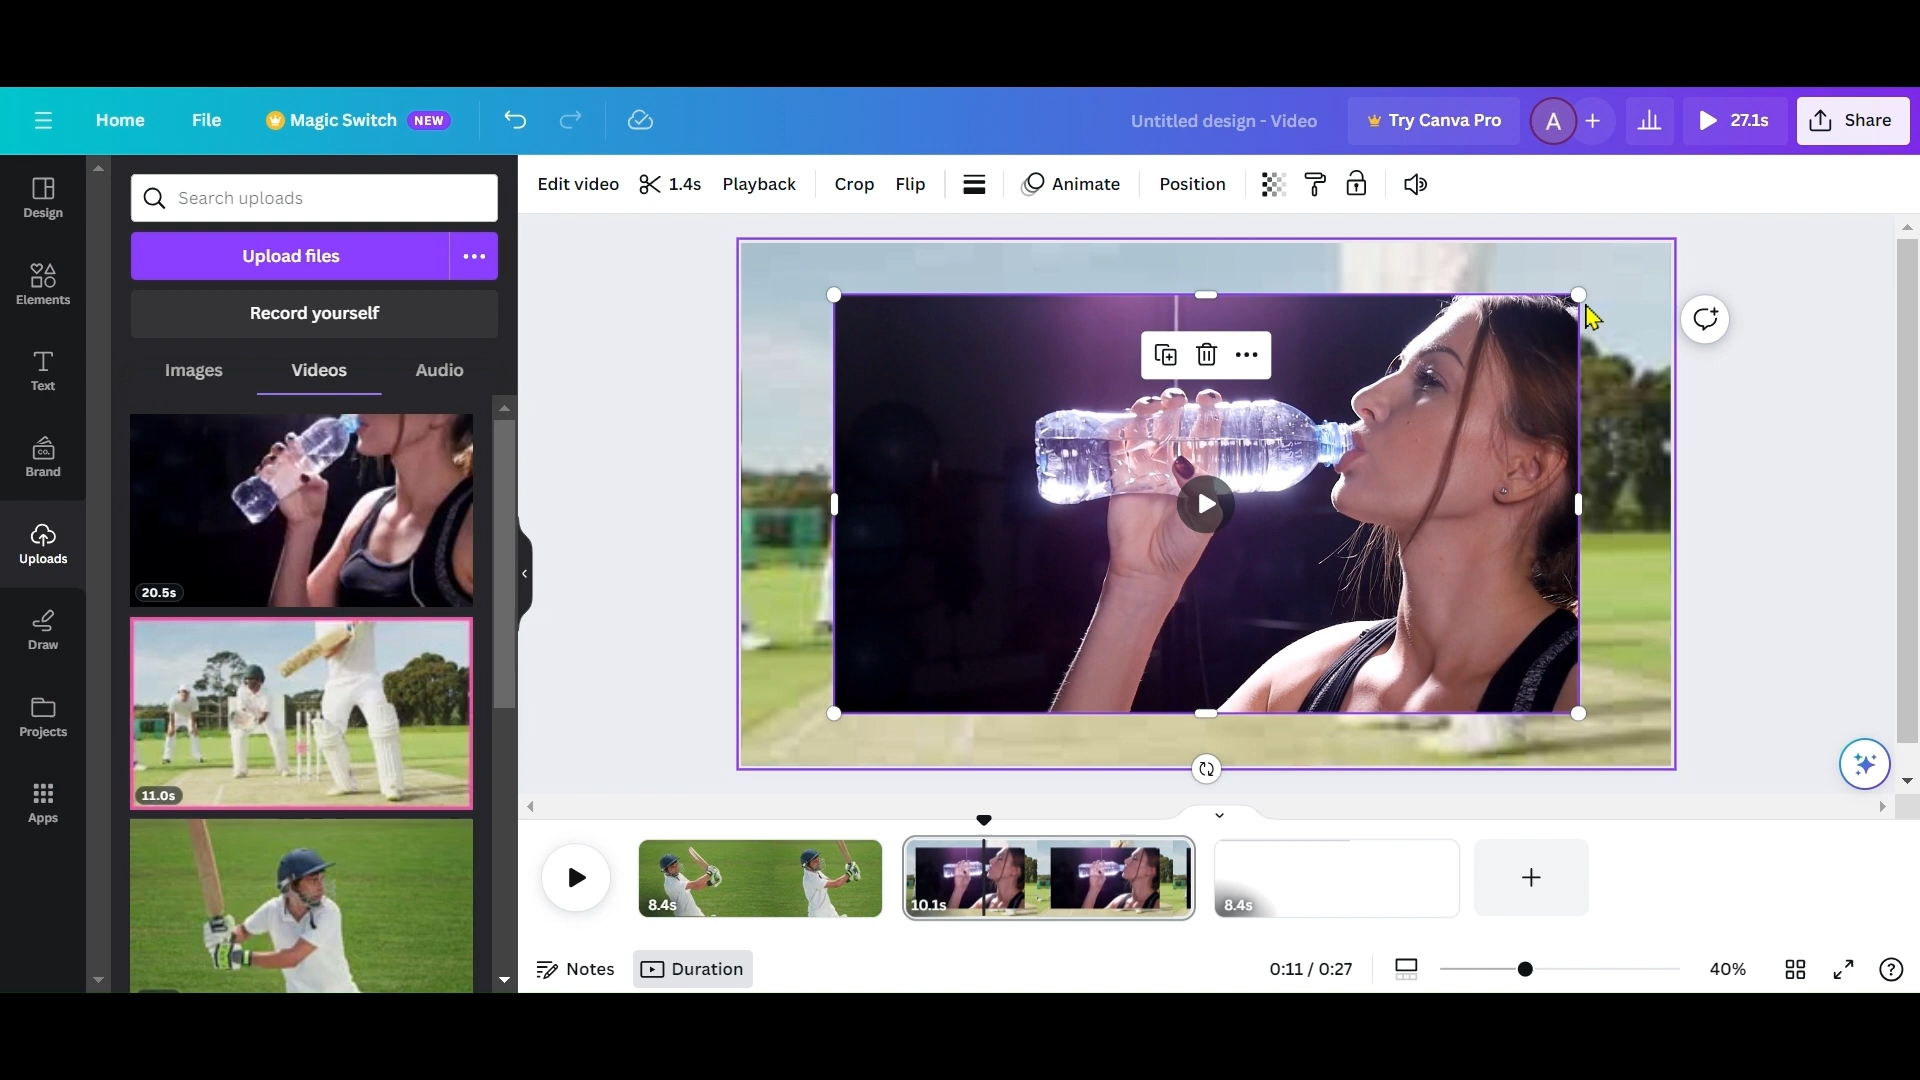 Home File Magic Switch NEW Untitled design - Video Try Canva Pro A 27.1s Share
Design
Elements
Text
Brand
CO.
Uploads
Draw
Projects
Apps
Search uploads
Upload files
Record yourself
Images Videos Audio
20.5s
11.0s
Edit video 1.4s Playback Crop Flip Animate Position
8.4s 10.1s 8.4s
Notes Duration 0:11 / 0:27 40%